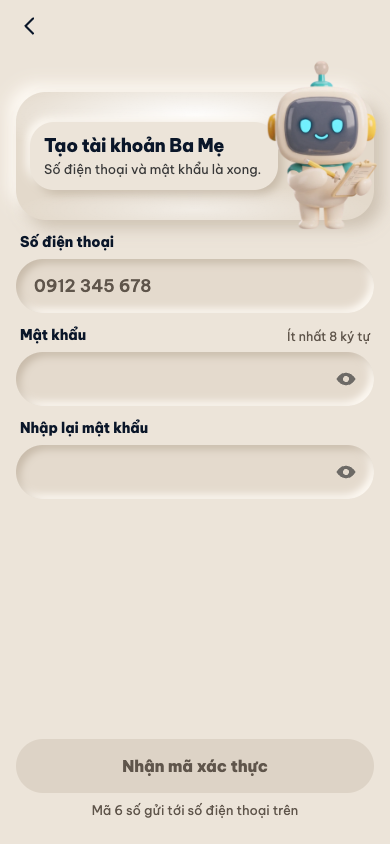 Tạo tài khoản Ba Mẹ
Số điện thoại và mật khẩu là xong.
Số điện thoại
0912 345 678
Mật khẩu
Ít nhất 8 ký tự
Nhập lại mật khẩu
Nhận mã xác thực
Mã 6 số gửi tới số điện thoại trên